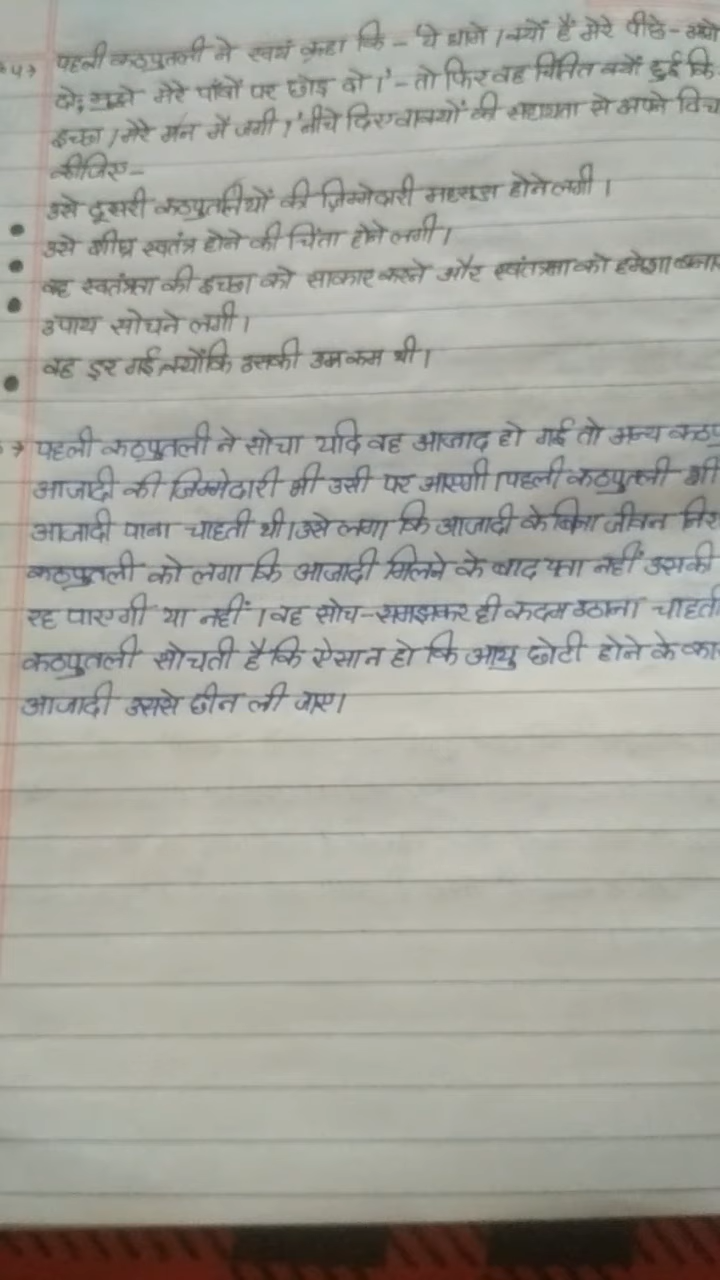 पहली कठपुतली ने स्वयं कहा कि - 'ये धागे / क्यों हैं मेरे पीछे-आगे
मुझे मेरे पांवों पर छोड़ दो।' - तो फिर वह चिंतित क्यों हुई कि
इच्छा / मेरे मन में जगी।' नीचे दिए वाक्यों की सहायता से अपने विच
कीजिए-
उसे दूसरी कठपुतलियों की ज़िम्मेदारी महसूस होने लगी।
उसे शीघ्र स्वतंत्र होने की चिंता होने लगी।
वह स्वतंत्रता की इच्छा को साकार करने और स्वतंत्रता को हमेशा बनाए
उपाय सोचने लगी।
वह डर गई क्योंकि उसकी उम्र कम थी।
→ पहली कठपुतली ने सोचा यदि वह आजाद हो गई तो अन्य कठपु
आजादी की जिम्मेदारी भी उसी पर आएगी। पहली कठपुतली भी
आजादी पाना चाहती थी। उसे लगा कि आजादी के बिना जीवन निर
कठपुतली को लगा कि आजादी मिलने के बाद पता नहीं उसकी
रह पाएगी या नहीं। वह सोच-समझकर ही कदम उठाना चाहती
कठपुतली सोचती है कि ऐसा न हो कि आयु छोटी होने के का
आजादी उससे छीन ली जाए।